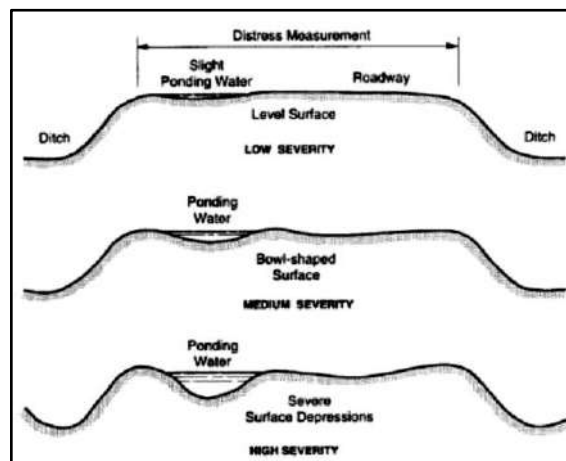 Distress Measurement
Slight
Ponding Water
Roadway
Ditch
Level Surface
Ditch
LOW SEVERITY
Ponding
Water
Bowl-shaped
Surface
MEDIUM SEVERITY
Ponding
Water
Severe
Surface Depressions
HIGH SEVERITY